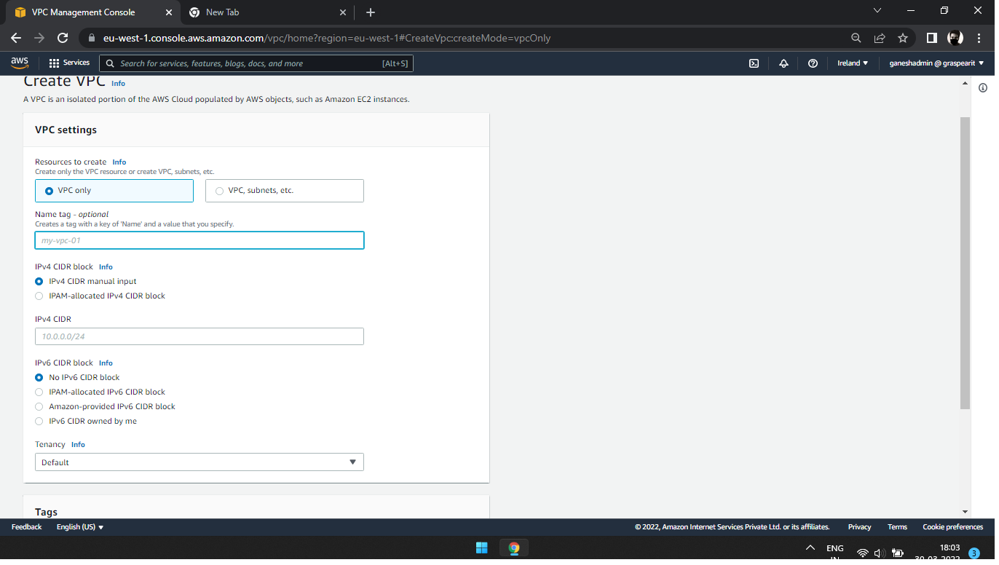 VPC Management Console
New Tab
eu-west-1.console.aws.amazon.com/vpc/home?region=eu-west-1#CreateVpc:createMode=vpcOnly
aws
Services
Search for services, features, blogs, docs, and more
[Alt+S]
Ireland
ganeshadmin @ graspearit
Create VPC Info
A VPC is an isolated portion of the AWS Cloud populated by AWS objects, such as Amazon EC2 instances.
VPC settings
Resources to create Info
Create only the VPC resource or create VPC, subnets, etc.
VPC only
VPC, subnets, etc.
Name tag - optional
Creates a tag with a key of 'Name' and a value that you specify.
my-vpc-01
IPv4 CIDR block Info
IPv4 CIDR manual input
IPAM-allocated IPv4 CIDR block
IPv4 CIDR
10.0.0.0/24
IPv6 CIDR block Info
No IPv6 CIDR block
IPAM-allocated IPv6 CIDR block
Amazon-provided IPv6 CIDR block
IPv6 CIDR owned by me
Tenancy Info
Default
Tags
Feedback
English (US)
© 2022, Amazon Internet Services Private Ltd. or its affiliates.
Privacy
Terms
Cookie preferences
ENG
IN
18:03
30-03-2022
3